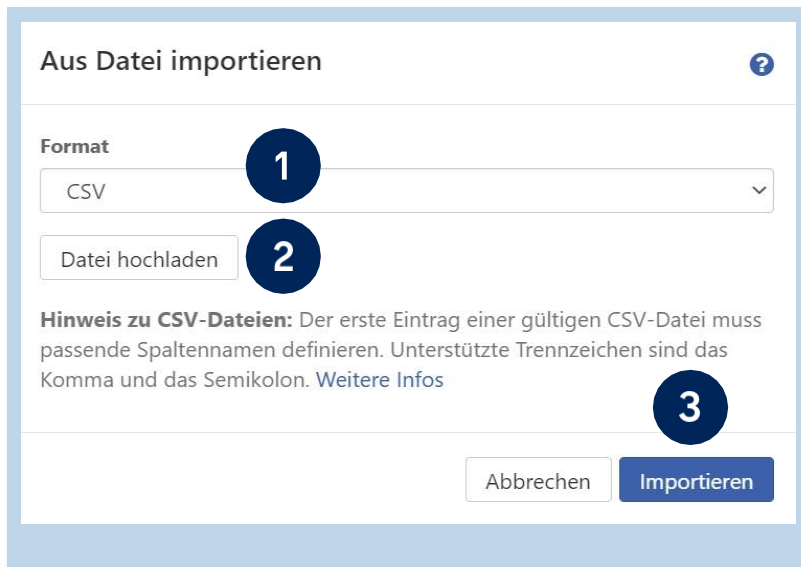 Aus Datei importieren
?
Format
1
CSV
Datei hochladen
2
Hinweis zu CSV-Dateien: Der erste Eintrag einer gültigen CSV-Datei muss
passende Spaltennamen definieren. Unterstützte Trennzeichen sind das
Komma und das Semikolon. Weitere Infos
3
Abbrechen
Importieren